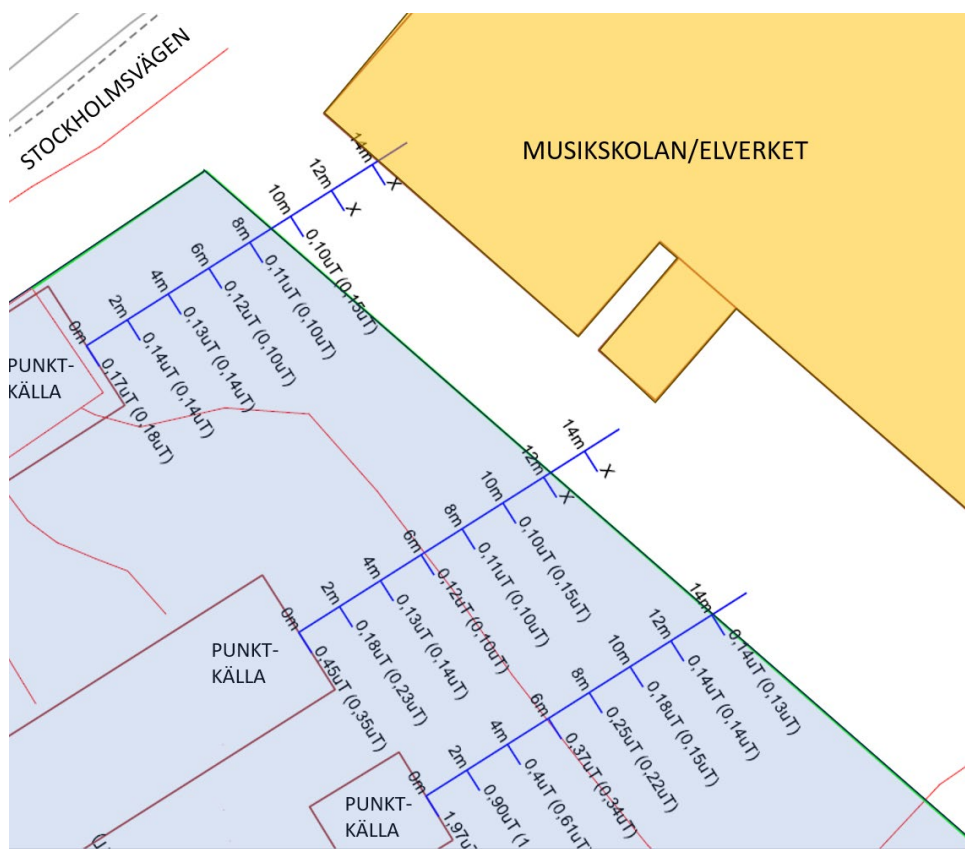 STOCKHOLMSVÄGEN
MUSIKSKOLAN/ELVERKET
PUNKT-
KÄLLA
0m
0,17uT (0,18uT)
2m
0,14uT (0,14uT)
4m
0,13uT (0,14uT)
6m
0,12uT (0,10uT)
8m
0,11uT (0,10uT)
10m
0,10uT (0,15uT)
12m
X
14m
X
PUNKT-
KÄLLA
0m
0,45uT (0,35uT)
2m
0,18uT (0,23uT)
4m
0,13uT (0,14uT)
6m
0,12uT (0,10uT)
8m
0,11uT (0,10uT)
10m
0,10uT (0,15uT)
12m
X
14m
X
PUNKT-
KÄLLA
0m
1,97uT
2m
0,90uT (1
4m
0,4uT (0,61uT)
6m
0,37uT (0,34uT)
8m
0,25uT (0,22uT)
10m
0,18uT (0,15uT)
12m
0,14uT (0,14uT)
14m
0,14uT (0,13uT)